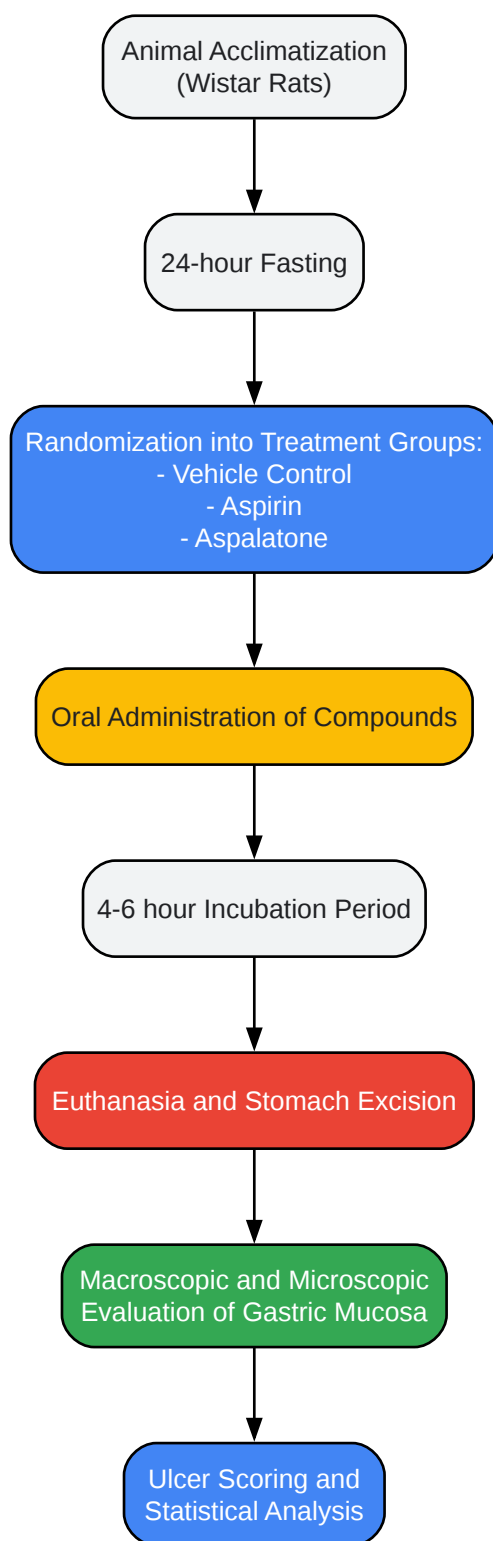 Animal Acclimatization
(Wistar Rats)
24-hour Fasting
Randomization into Treatment Groups:
- Vehicle Control
- Aspirin
- Aspalatone
Oral Administration of Compounds
4-6 hour Incubation Period
Euthanasia and Stomach Excision
Macroscopic and Microscopic
Evaluation of Gastric Mucosa
Ulcer Scoring and
Statistical Analysis